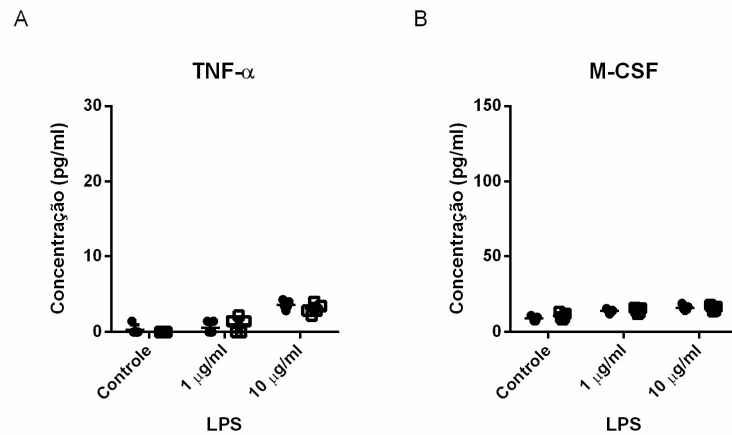 A
TNF-α
Concentração (pg/ml)
30
20
10
0
Controle
1 μg/ml
10 μg/ml
LPS
B
M-CSF
Concentração (pg/ml)
150
100
50
0
Controle
1 μg/ml
10 μg/ml
LPS